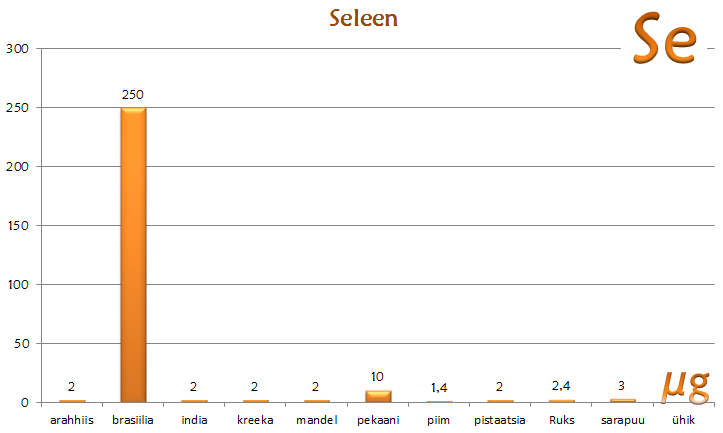 Seleen
Se
300
250
200
150
100
50
0
2
250
2
2
2
10
1,4
2
2,4
3
µg
arahhiis
brasiilia
india
kreeka
mandel
pekaani
piim
pistaatsia
Ruks
sarapuu
ühik